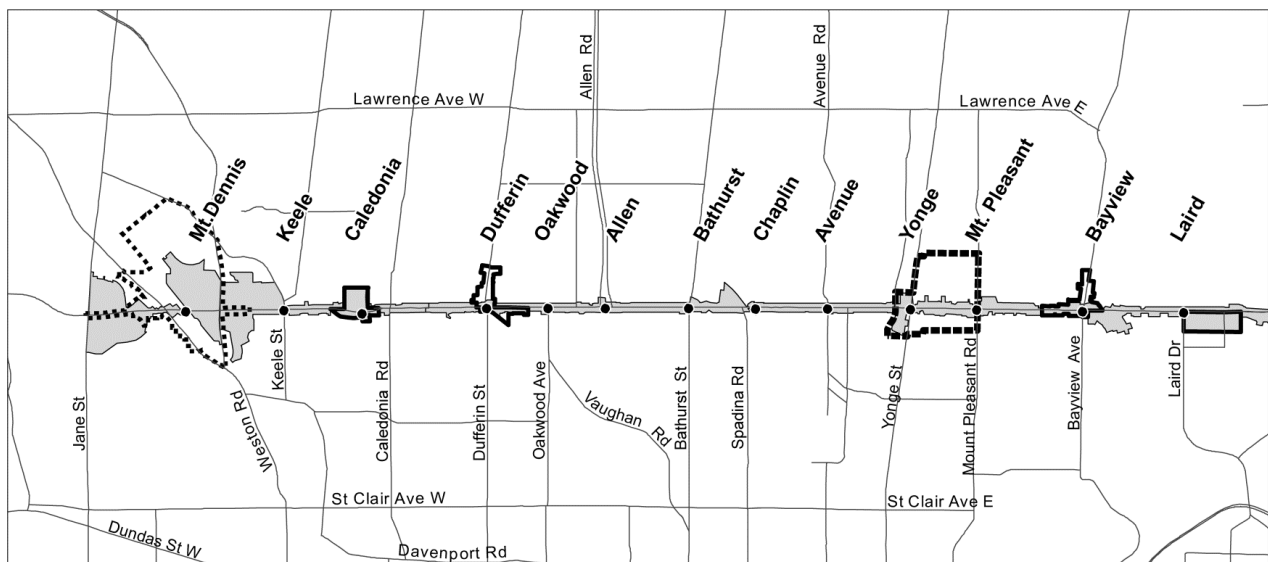 Allen Rd
Avenue Rd
Lawrence Ave W
Lawrence Ave E
Mt. Dennis
Keele
Caledonia
Dufferin
Oakwood
Allen
Bathurst
Chaplin
Avenue
Yonge
Mt. Pleasant
Bayview
Laird
Jane St
Weston Rd
Keele St
Caledonia Rd
Dufferin St
Oakwood Ave
Vaughan Rd
Bathurst St
Spadina Rd
Yonge St
Mount Pleasant Rd
Bayview Ave
Laird Dr
St Clair Ave W
St Clair Ave E
Dundas St W
Davenport Rd